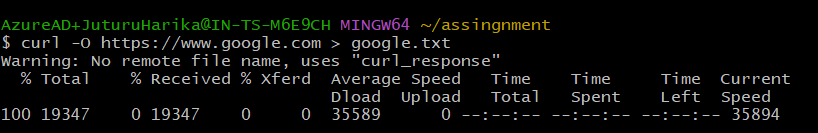 AzureAD+JuturuHarika@IN-TS-M6E9CH MINGW64 ~/assingnment
$ curl -O https://www.google.com > google.txt
Warning: No remote file name, uses "curl_response"
  % Total    % Received % Xferd  Average Speed   Time    Time     Time  Current
                                 Dload  Upload   Total   Spent    Left  Speed
100 19347    0 19347    0     0  35589      0 --:--:-- --:--:-- --:--:-- 35894